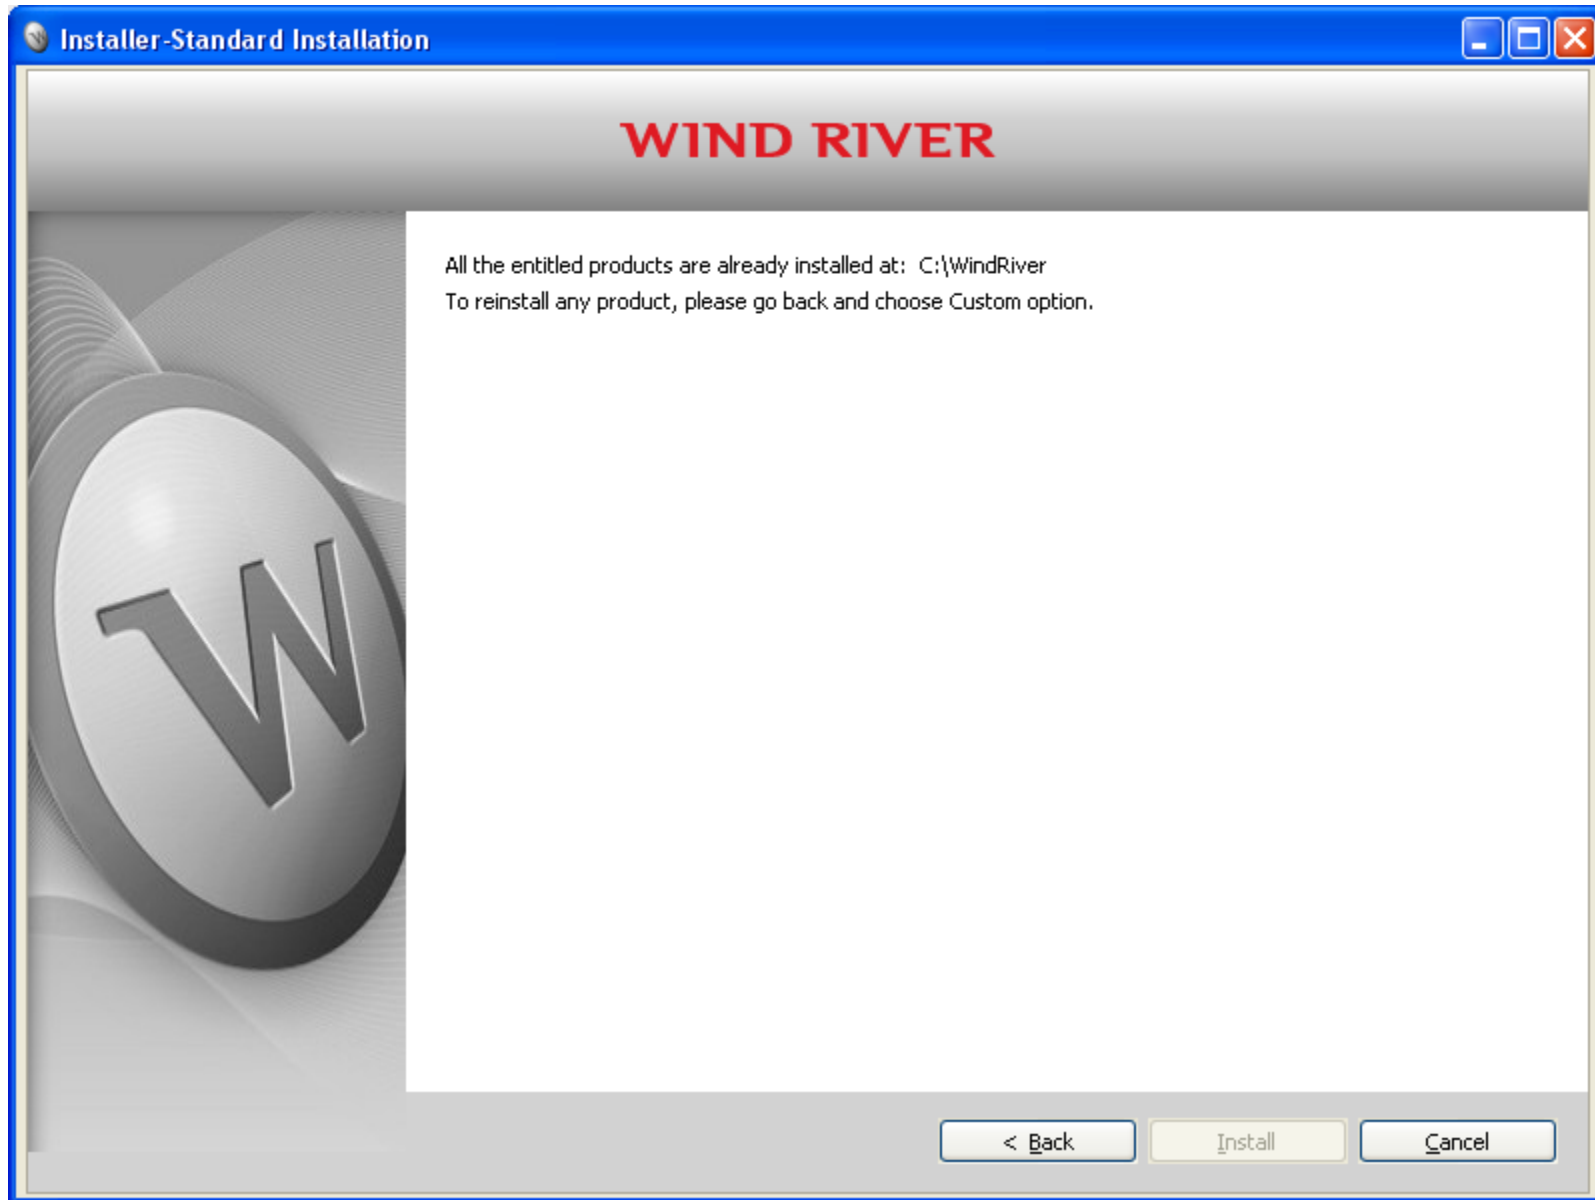 Installer-Standard Installation
WIND RIVER
All the entitled products are already installed at:  C:\WindRiver
To reinstall any product, please go back and choose Custom option.
W
< Back
Install
Cancel